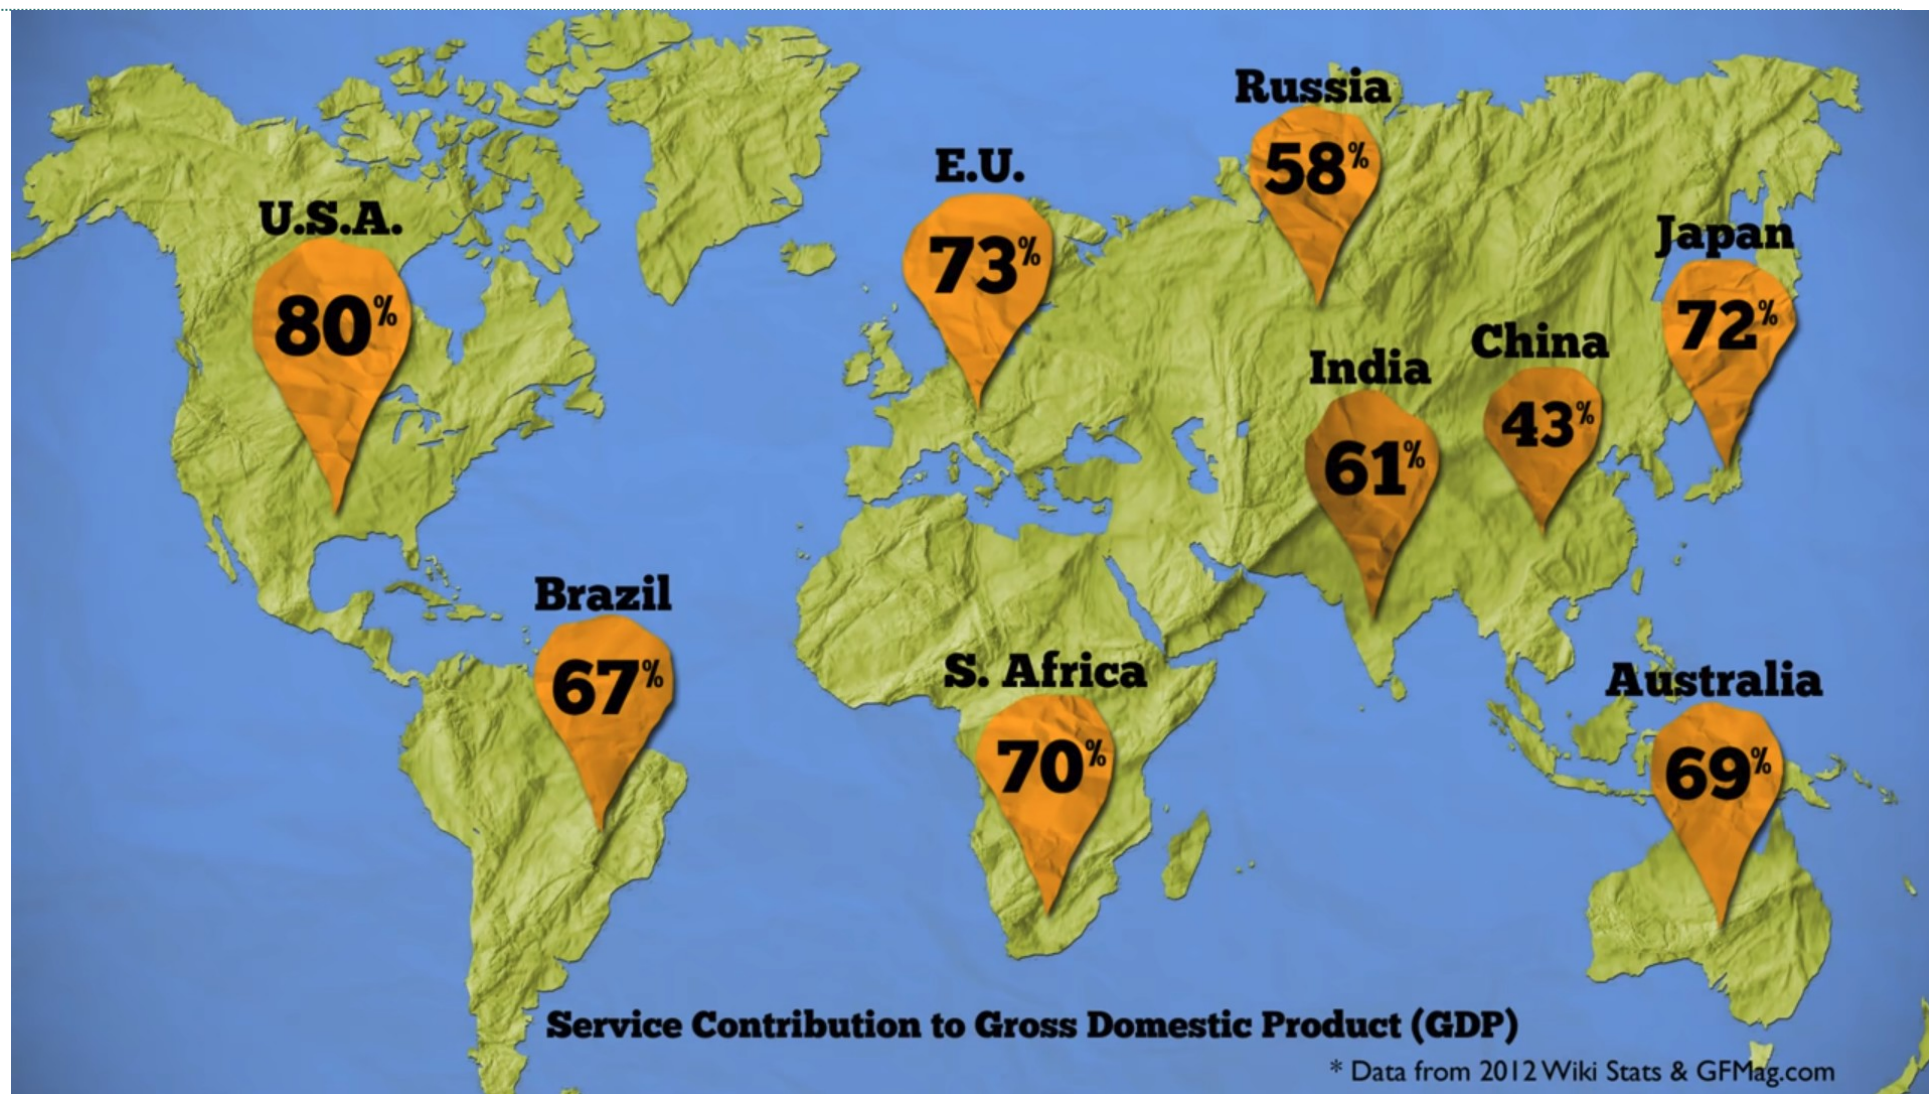 Russia
58%
E.U.
73%
U.S.A.
80%
Japan
72%
China
43%
India
61%
Brazil
67%
S. Africa
70%
Australia
69%
Service Contribution to Gross Domestic Product (GDP)
* Data from 2012 Wiki Stats & GFMag.com